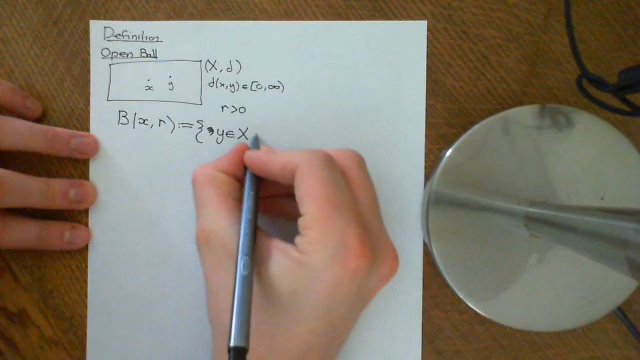 Definition
Open Ball
(X, d)
x y
d(x,y) ∈ [0,∞)
r>0
B(x, r) := { y ∈ X